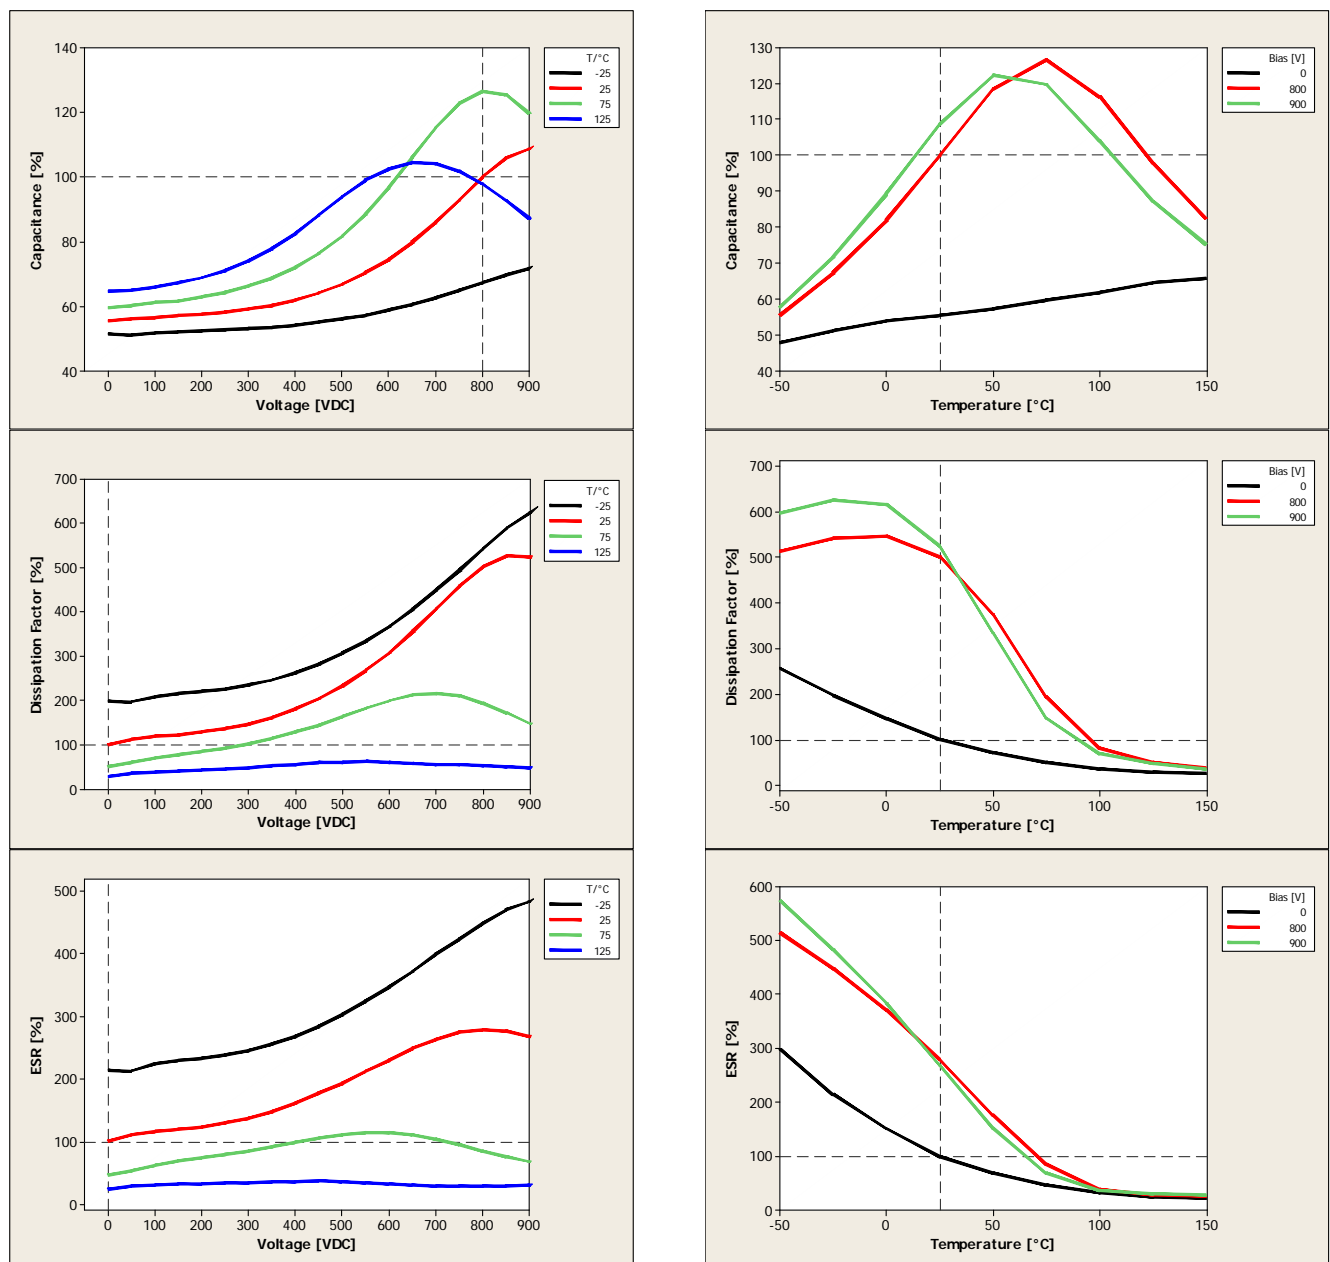 140
120
100
80
60
40
Capacitance [%]
0 100 200 300 400 500 600 700 800 900
Voltage [VDC]
T/°C
-25
25
75
125
130
120
110
100
90
80
70
60
50
40
Capacitance [%]
-50 0 50 100 150
Temperature [°C]
Bias [V]
0
800
900
700
600
500
400
300
200
100
0
Dissipation Factor [%]
0 100 200 300 400 500 600 700 800 900
Voltage [VDC]
T/°C
-25
25
75
125
700
600
500
400
300
200
100
0
Dissipation Factor [%]
-50 0 50 100 150
Temperature [°C]
Bias [V]
0
800
900
500
400
300
200
100
0
ESR [%]
0 100 200 300 400 500 600 700 800 900
Voltage [VDC]
T/°C
-25
25
75
125
600
500
400
300
200
100
0
ESR [%]
-50 0 50 100 150
Temperature [°C]
Bias [V]
0
800
900